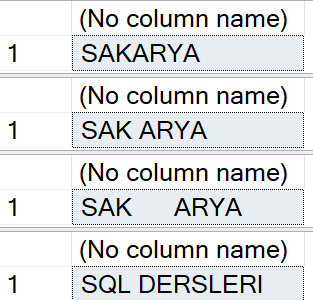 (No column name)
1 SAKARYA
(No column name)
1 SAK ARYA
(No column name)
1 SAK      ARYA
(No column name)
1 SQL DERSLERI